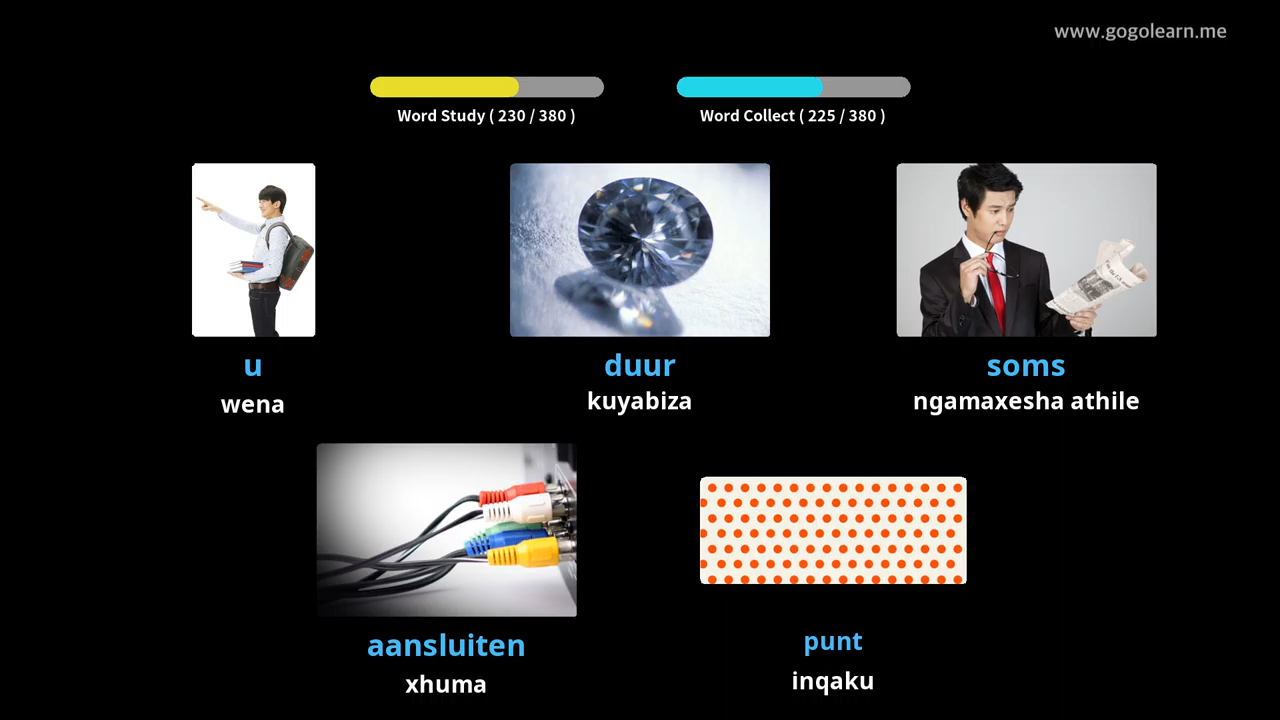 www.gogolearn.me
Word Study ( 230 / 380 )
Word Collect ( 225 / 380 )
u
wena
duur
kuyabiza
soms
ngamaxesha athile
aansluiten
xhuma
punt
inqaku